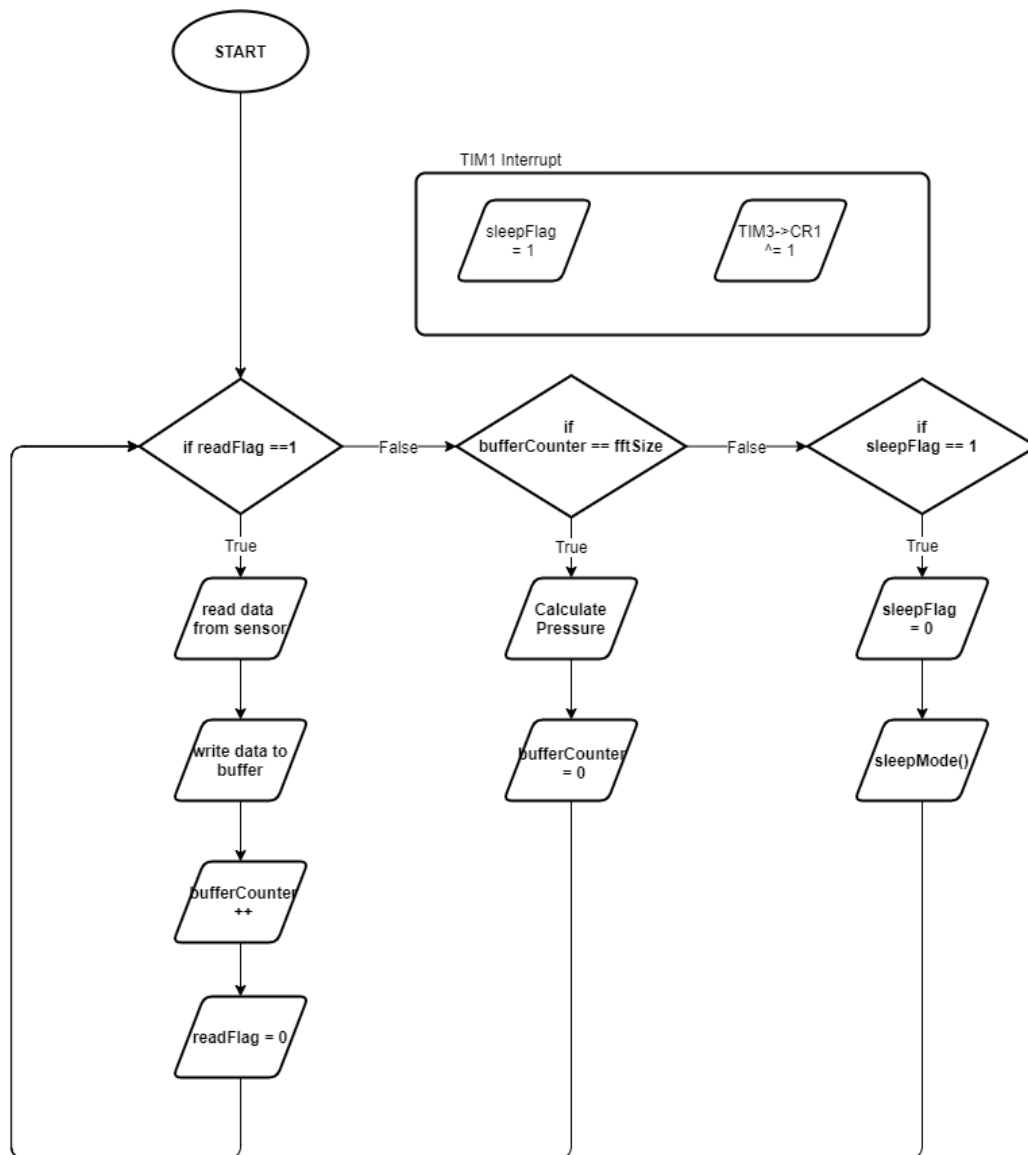 START
TIM1 Interrupt
sleepFlag
= 1
TIM3->CR1
^= 1
if readFlag ==1
False
if
bufferCounter == fftSize
False
if
sleepFlag == 1
True
True
True
read data
from sensor
Calculate
Pressure
sleepFlag
= 0
write data to
buffer
bufferCounter
= 0
sleepMode()
bufferCounter
++
readFlag = 0